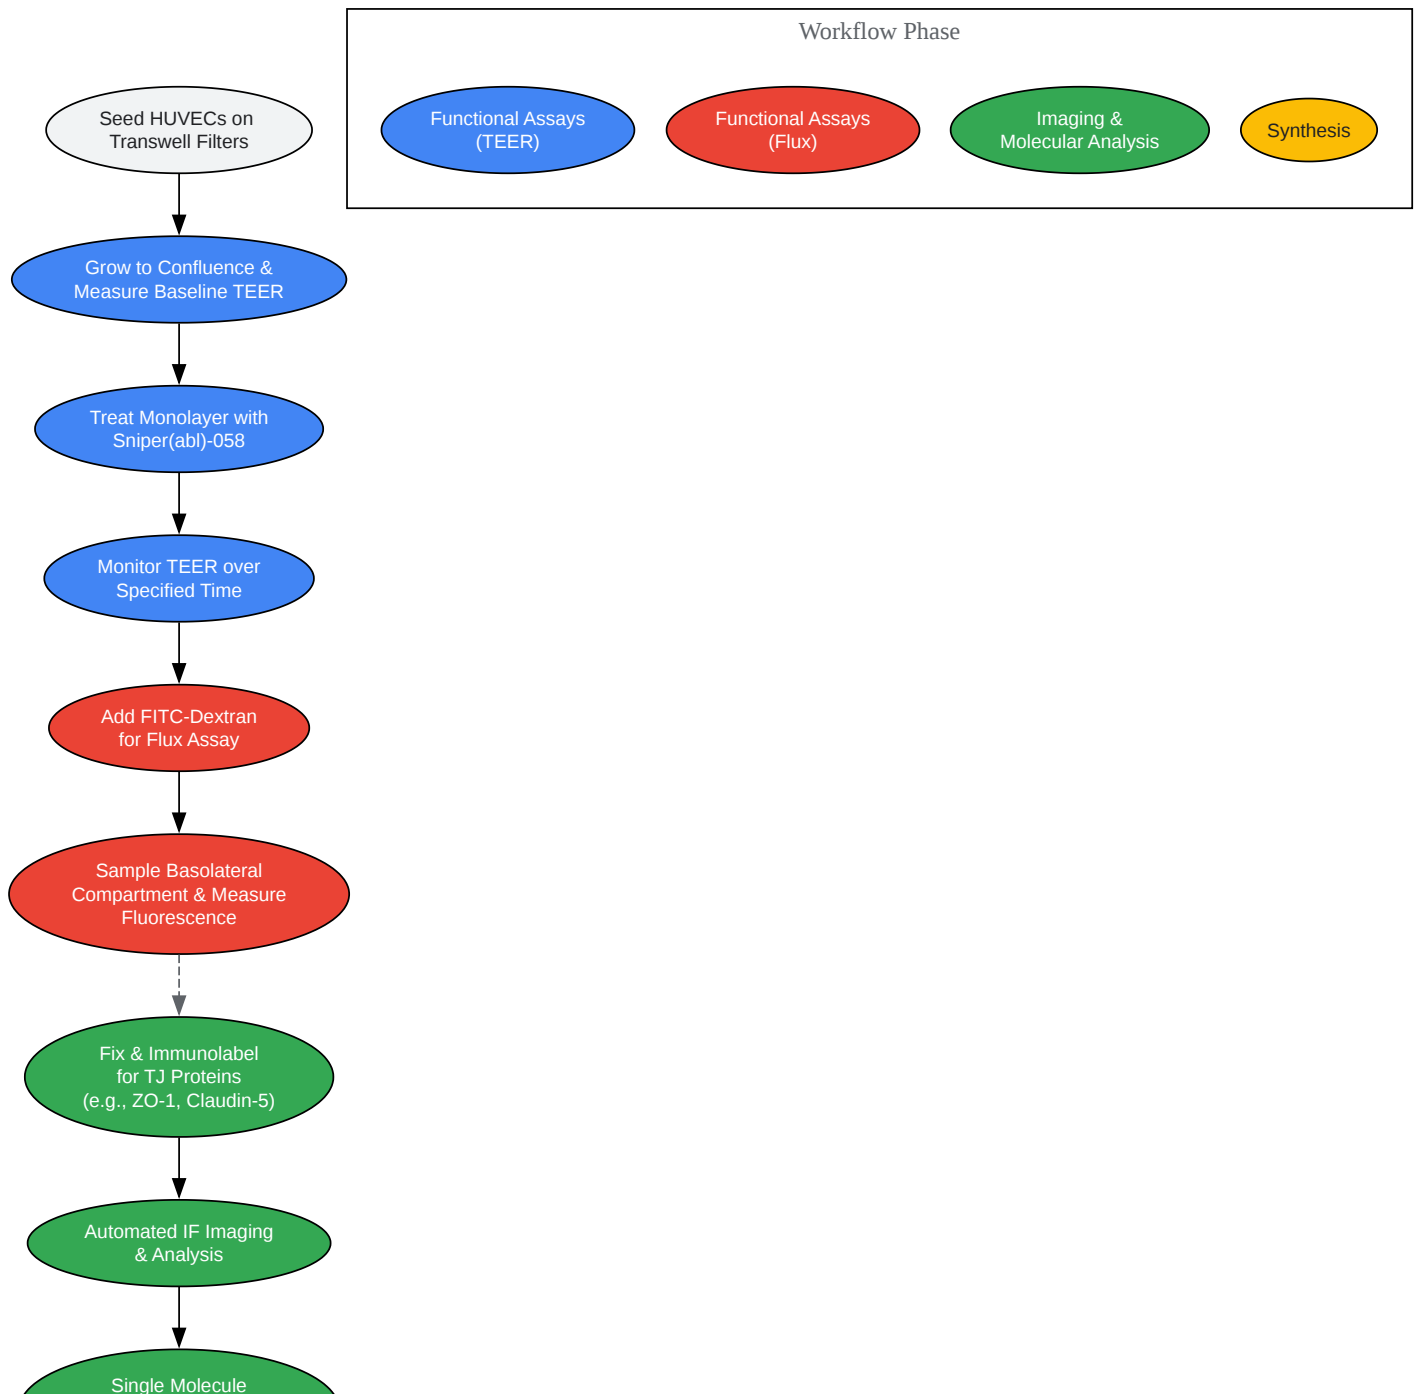 Workflow Phase
Seed HUVECs on
Transwell Filters
Functional Assays
(TEER)
Functional Assays
(Flux)
Imaging &
Molecular Analysis
Synthesis
Grow to Confluence &
Measure Baseline TEER
Treat Monolayer with
Sniper(abl)-058
Monitor TEER over
Specified Time
Add FITC-Dextran
for Flux Assay
Sample Basolateral
Compartment & Measure
Fluorescence
Fix & Immunolabel
for TJ Proteins
(e.g., ZO-1, Claudin-5)
Automated IF Imaging
& Analysis
Single Molecule